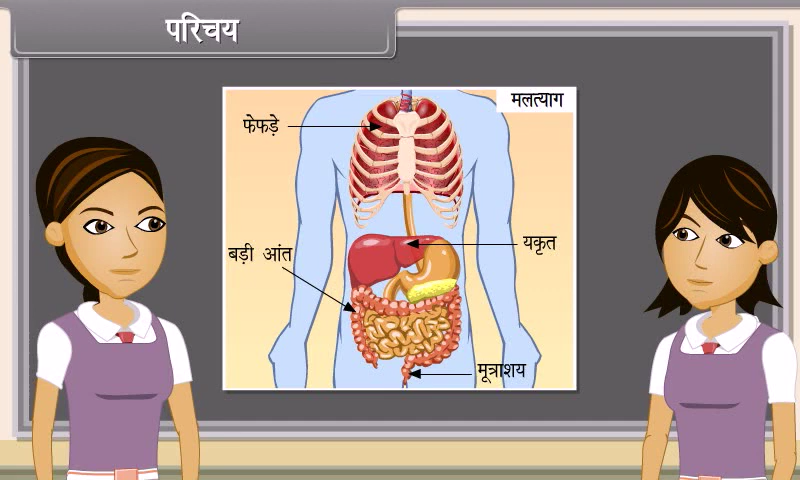 परिचय
मलत्याग
फेफड़े
यकृत
बड़ी आंत
मूत्राशय